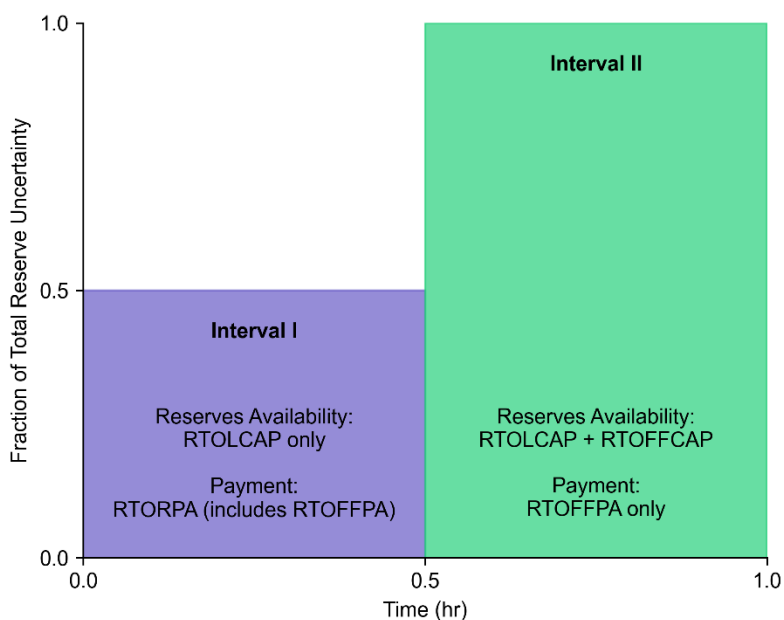 Fraction of Total Reserve Uncertainty
1.0
0.5
0.0
Interval I
Reserves Availability:
RTOLCAP only
Payment:
RTORPA (includes RTOFFPA)
Interval II
Reserves Availability:
RTOLCAP + RTOFFCAP
Payment:
RTOFFPA only
0.0
0.5
1.0
Time (hr)